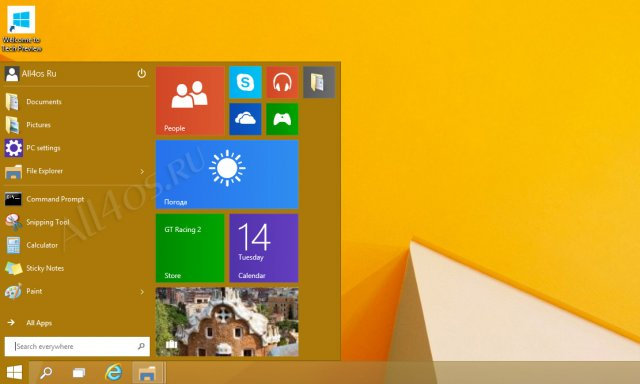 Welcome to
Tech Preview
All4os Ru
Documents
Pictures
PC settings
File Explorer
Command Prompt
Snipping Tool
Calculator
Sticky Notes
Paint
All Apps
Search everywhere
People
Погода
GT Racing 2
Store
14
Tuesday
Calendar
All4os.RU